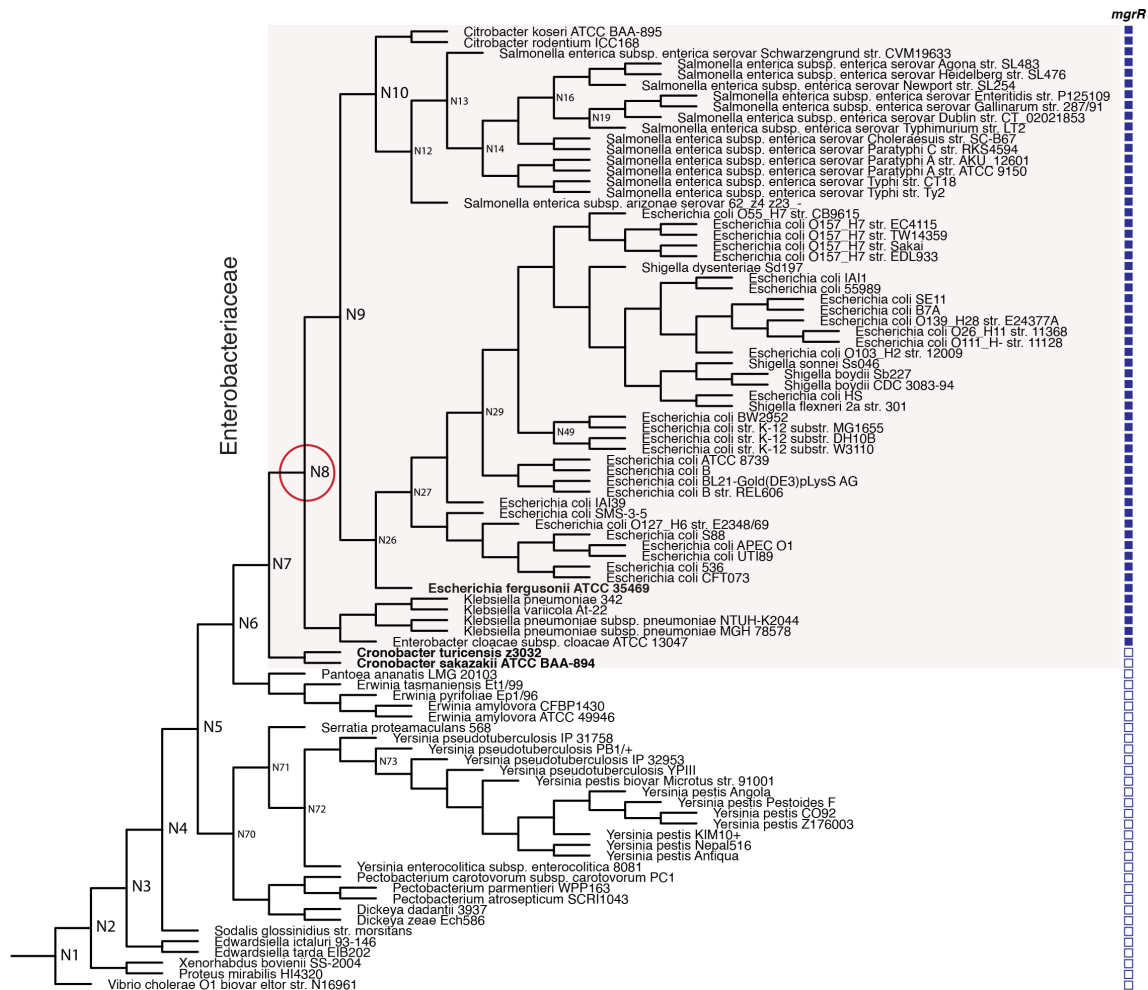 mgrR
Citrobacter koseri ATCC BAA-895
Citrobacter rodentium ICC168
Salmonella enterica subsp. enterica serovar Schwarzengrund str. CVM19633
Salmonella enterica subsp. enterica serovar Agona str. SL483
Salmonella enterica subsp. enterica serovar Heidelberg str. SL476
Salmonella enterica subsp. enterica serovar Newport str. SL254
N10
N13
N16
Salmonella enterica subsp. enterica serovar Enteritidis str. P125109
Salmonella enterica subsp. enterica serovar Gallinarum str. 287/91
Salmonella enterica subsp. enterica serovar Dublin str. CT_02021853
N19
Salmonella enterica subsp. enterica serovar Typhimurium str. LT2
Salmonella enterica subsp. enterica serovar Choleraesuis str. SC-B67
N12
N14
Salmonella enterica subsp. enterica serovar Paratyphi C str. RKS4594
Salmonella enterica subsp. enterica serovar Paratyphi A str. AKU_12601
Salmonella enterica subsp. enterica serovar Paratyphi A str. ATCC 9150
Salmonella enterica subsp. enterica serovar Typhi str. CT18
Salmonella enterica subsp. enterica serovar Typhi str. Ty2
Salmonella enterica subsp. arizonae serovar 62_z4 z23_-
Escherichia coli O55_H7 str. CB9615
Escherichia coli O157_H7 str. EC4115
Escherichia coli O157_H7 str. TW14359
Escherichia coli O157_H7 str. Sakai
Escherichia coli O157_H7 str. EDL933
Shigella dysenteriae Sd197
Escherichia coli IAI1
Escherichia coli 55989
Escherichia coli SE11
Escherichia coli B7A
N9
Escherichia coli O139_H28 str. E24377A
Escherichia coli O26_H11 str. 11368
Escherichia coli O111_H- str. 11128
Escherichia coli O103_H2 str. 12009
Enterobacteriaceae
Shigella sonnei Ss046
Shigella boydii Sb227
Shigella boydii CDC 3083-94
Escherichia coli HS
Shigella flexneri 2a str. 301
N29
Escherichia coli BW2952
Escherichia coli str. K-12 substr. MG1655
N49
Escherichia coli str. K-12 substr. DH10B
Escherichia coli str. K-12 substr. W3110
Escherichia coli ATCC 8739
Escherichia coli B
N8
Escherichia coli BL21-Gold(DE3)pLysS AG
Escherichia coli B str. REL606
N27
Escherichia coli IAI39
Escherichia coli SMS-3-5
Escherichia coli O127_H6 str. E2348/69
Escherichia coli S88
N26
Escherichia coli APEC O1
Escherichia coli UTI89
N7
Escherichia coli 536
Escherichia coli CFT073
Escherichia fergusonii ATCC 35469
Klebsiella pneumoniae 342
Klebsiella variicola At-22
N6
Klebsiella pneumoniae subsp. pneumoniae NTUH-K2044
Klebsiella pneumoniae subsp. pneumoniae MGH 78578
Enterobacter cloacae subsp. cloacae ATCC 13047
Cronobacter turicensis z3032
Cronobacter sakazakii ATCC BAA-894
Pantoea ananatis LMG 20103
Erwinia tasmaniensis Et1/99
Erwinia pyrifoliae Ep1/96
Erwinia amylovora CFBP1430
Erwinia amylovora ATCC 49946
N5
Serratia proteamaculans 568
Yersinia pseudotuberculosis IP 31758
Yersinia pseudotuberculosis PB1/+
N73
Yersinia pseudotuberculosis IP 32953
N71
Yersinia pseudotuberculosis YPIII
Yersinia pestis biovar Microtus str. 91001
Yersinia pestis Angola
Yersinia pestis Pestoides F
N72
Yersinia pestis CO92
Yersinia pestis Z176003
N4
N70
Yersinia pestis KIM10+
Yersinia pestis Nepal516
Yersinia pestis Antiqua
Yersinia enterocolitica subsp. enterocolitica 8081
Pectobacterium carotovorum subsp. carotovorum PC1
N3
Pectobacterium parmentieri WPP163
Pectobacterium atrosepticum SCRI1043
Dickeya dadantii 3937
Dickeya zeae Ech586
N2
Sodalis glossinidius str. morsitans
Edwardsiella ictaluri 93-146
Edwardsiella tarda EIB202
N1
Xenorhabdus bovienii SS-2004
Proteus mirabilis HI4320
Vibrio cholerae O1 biovar eltor str. N16961